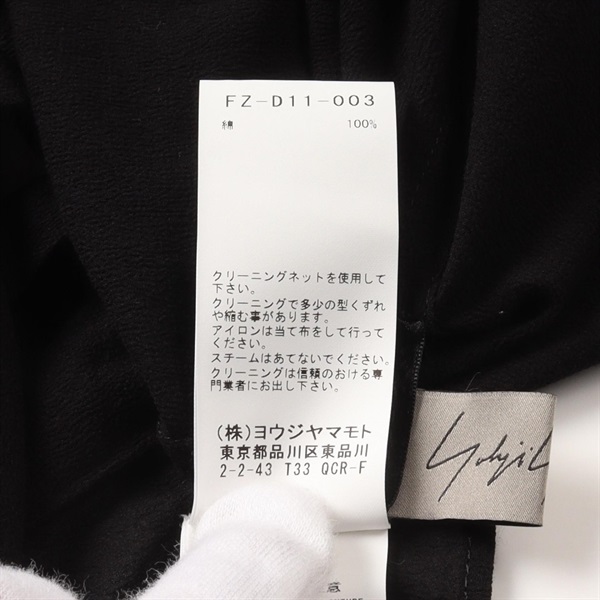 FZ-D11-003
綿 100%
クリーニングネットを使用して
下さい。
クリーニングで多少の型くずれ
や縮む事があります。
アイロンは当て布をして行って
ください。
スチームはあてないでください。
クリーニングは信頼のおける専
門業者にお出し下さい。
(株)ヨウジヤマモト
東京都品川区東品川
2-2-43 T33 QCR-F
Yohji